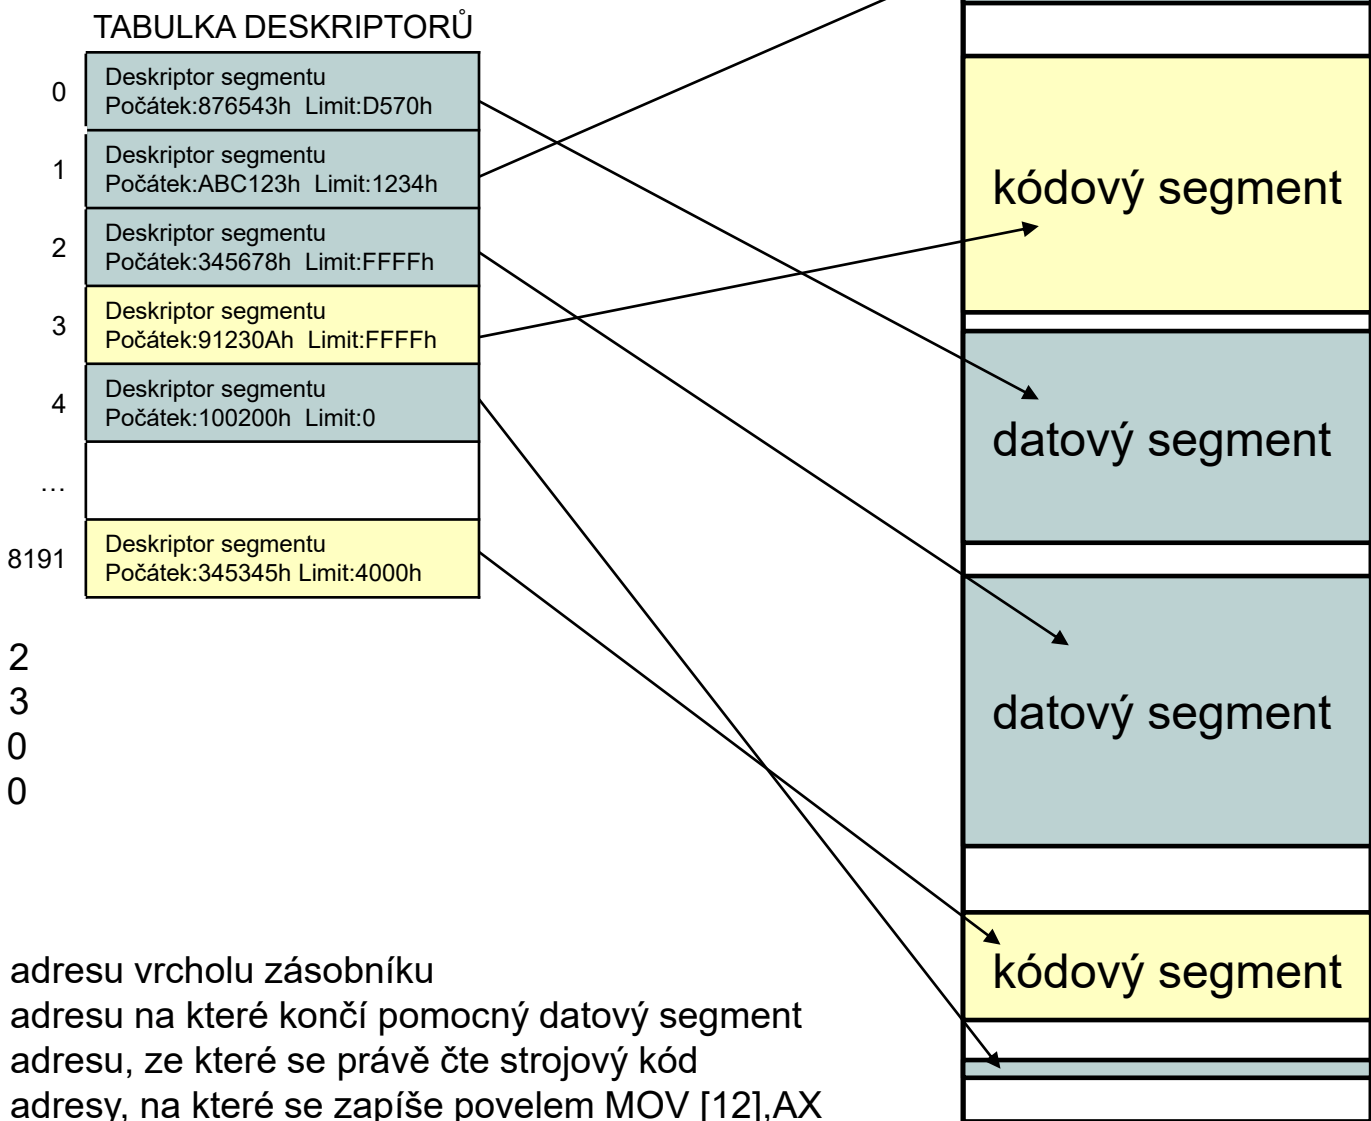 TABULKA DESKRIPTORŮ
0
Deskriptor segmentu
Počátek:876543h Limit:D570h
1
Deskriptor segmentu
Počátek:ABC123h Limit:1234h
2
Deskriptor segmentu
Počátek:345678h Limit:FFFFh
3
Deskriptor segmentu
Počátek:91230Ah Limit:FFFFh
4
Deskriptor segmentu
Počátek:100200h Limit:0
...
8191
Deskriptor segmentu
Počátek:345345h Limit:4000h
kódový segment
datový segment
datový segment
kódový segment
2
3
0
0
adresu vrcholu zásobníku
adresu na které končí pomocný datový segment
adresu, ze které se právě čte strojový kód
adresy, na které se zapíše povelem MOV [12],AX